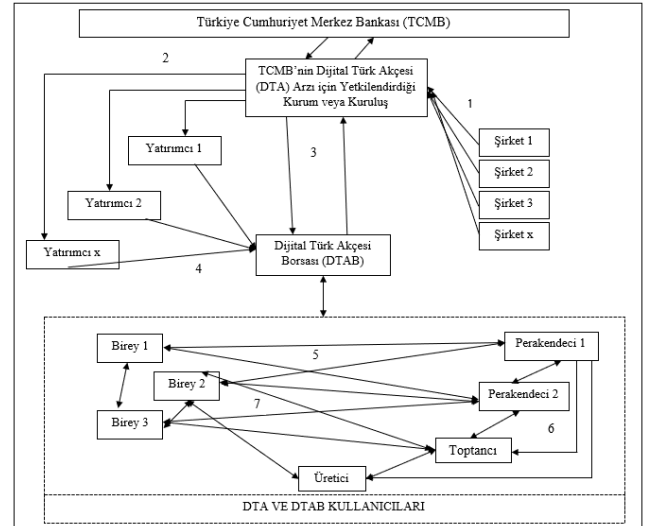 Türkiye Cumhuriyet Merkez Bankası (TCMB)
2
TCMB'nin Dijital Türk Akçesi
(DTA) Arzı için Yetkilendirdiği
Kurum veya Kuruluş
1
Şirket 1
Şirket 2
Şirket 3
Şirket x
Yatırımcı 1
3
Yatırımcı 2
Yatırımcı x
4
Dijital Türk Akçesi
Borsası (DTAB)
Birey 1
5
Perakendeci 1
Birey 2
Perakendeci 2
7
Birey 3
6
Toptancı
Üretici
DTA VE DTAB KULLANICILARI